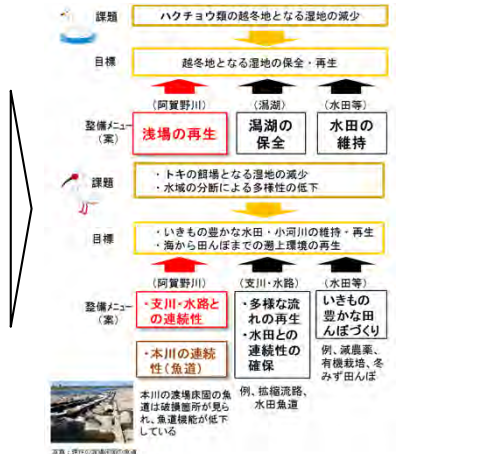 課題
ハクチョウ類の越冬地となる湿地の減少
目標
越冬地となる湿地の保全・再生
（阿賀野川）
（潟湖）
（水田等）
整備メニュー
（案）
浅場の再生
潟湖の
保全
水田の
維持
課題
・トキの餌場となる湿地の減少
・水域の分断による多様性の低下
目標
・いきもの豊かな水田・小河川の維持・再生
・海から田んぼまでの遡上環境の再生
（阿賀野川）
（支川・水路）
（水田等）
整備メニュー
（案）
・支川・水路と
の連続性
・本川の連続
性（魚道）
・多様な流
れの再生
・水田との
連続性の
確保
いきもの
豊かな田
んぼづくり
例、減農薬、
有機栽培、冬
みず田んぼ
例、拡縮流路、
水田魚道
本川の渡場床固の魚
道は破損箇所が見ら
れ、魚道機能が低下
している